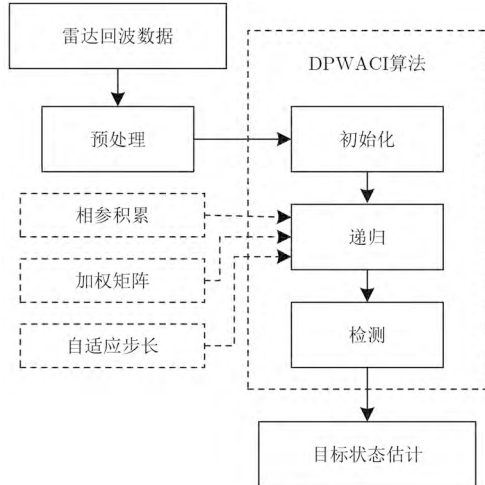 雷达回波数据
DPWACI算法
预处理
初始化
相参积累
递归
加权矩阵
自适应步长
检测
目标状态估计